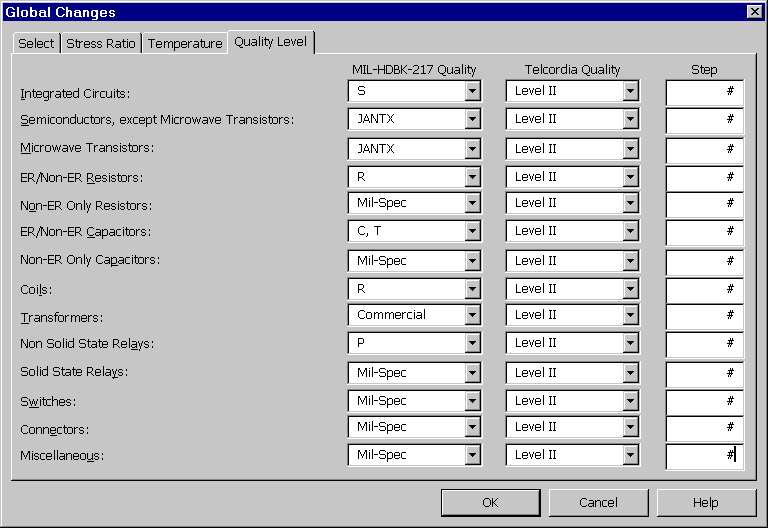 Global Changes
Select Stress Ratio Temperature Quality Level
MIL-HDBK-217 Quality Telcordia Quality Step
Integrated Circuits: S Level II #
Semiconductors, except Microwave Transistors: JANTX Level II #
Microwave Transistors: JANTX Level II #
ER/Non-ER Resistors: R Level II #
Non-ER Only Resistors: Mil-Spec Level II #
ER/Non-ER Capacitors: C, T Level II #
Non-ER Only Capacitors: Mil-Spec Level II #
Coils: R Level II #
Transformers: Commercial Level II #
Non Solid State Relays: P Level II #
Solid State Relays: Mil-Spec Level II #
Switches: Mil-Spec Level II #
Connectors: Mil-Spec Level II #
Miscellaneous: Mil-Spec Level II #
OK Cancel Help